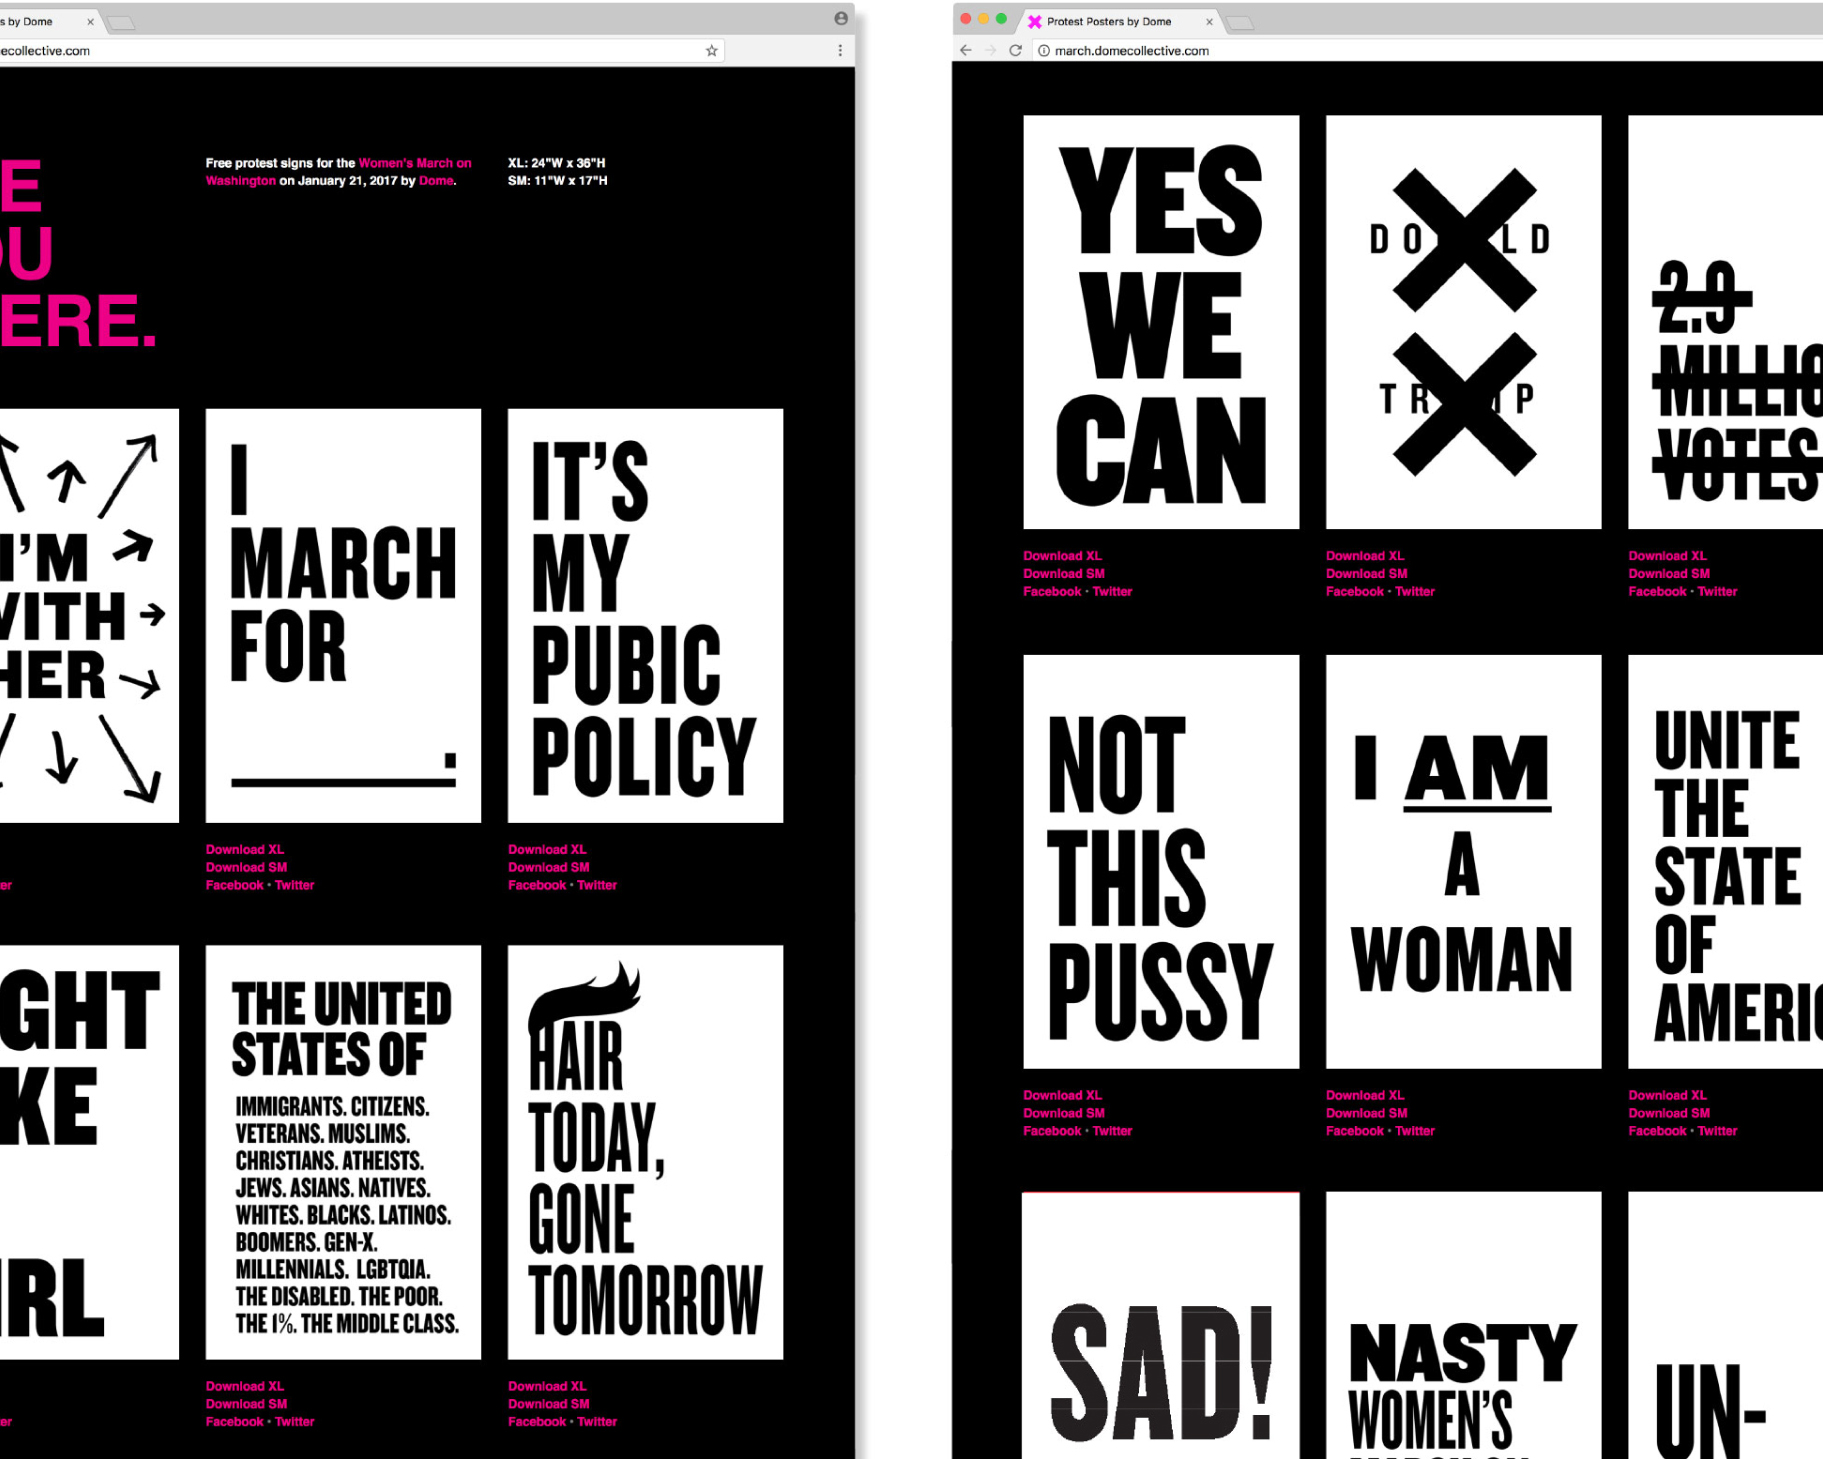 s by Dome
ecollective.com
E
OU
ERE.
Free protest signs for the Women's March on
Washington on January 21, 2017 by Dome.
XL: 24"W x 36"H
SM: 11"W x 17"H
I'M
WITH
HER
er
I
MARCH
FOR
.
Download XL
Download SM
Facebook • Twitter
IT'S
MY
PUBIC
POLICY
Download XL
Download SM
Facebook • Twitter
GHT
KE
IRL
er
THE UNITED
STATES OF
IMMIGRANTS. CITIZENS.
VETERANS. MUSLIMS.
CHRISTIANS. ATHEISTS.
JEWS. ASIANS. NATIVES.
WHITES. BLACKS. LATINOS.
BOOMERS. GEN-X.
MILLENNIALS. LGBTQIA.
THE DISABLED. THE POOR.
THE 1%. THE MIDDLE CLASS.
Download XL
Download SM
Facebook • Twitter
HAIR
TODAY,
GONE
TOMORROW
Download XL
Download SM
Facebook • Twitter
Protest Posters by Dome
march.domecollective.com
YES
WE
CAN
Download XL
Download SM
Facebook • Twitter
DONALD
TRUMP
Download XL
Download SM
Facebook • Twitter
2.9
MILLIO
VOTES
Download XL
Download SM
Facebook • Twitter
NOT
THIS
PUSSY
Download XL
Download SM
Facebook • Twitter
I AM
A
WOMAN
Download XL
Download SM
Facebook • Twitter
UNITE
THE
STATE
OF
AMERIC
Download XL
Download SM
Facebook • Twitter
SAD!
NASTY
WOMEN'S
MARCH ON
UN-